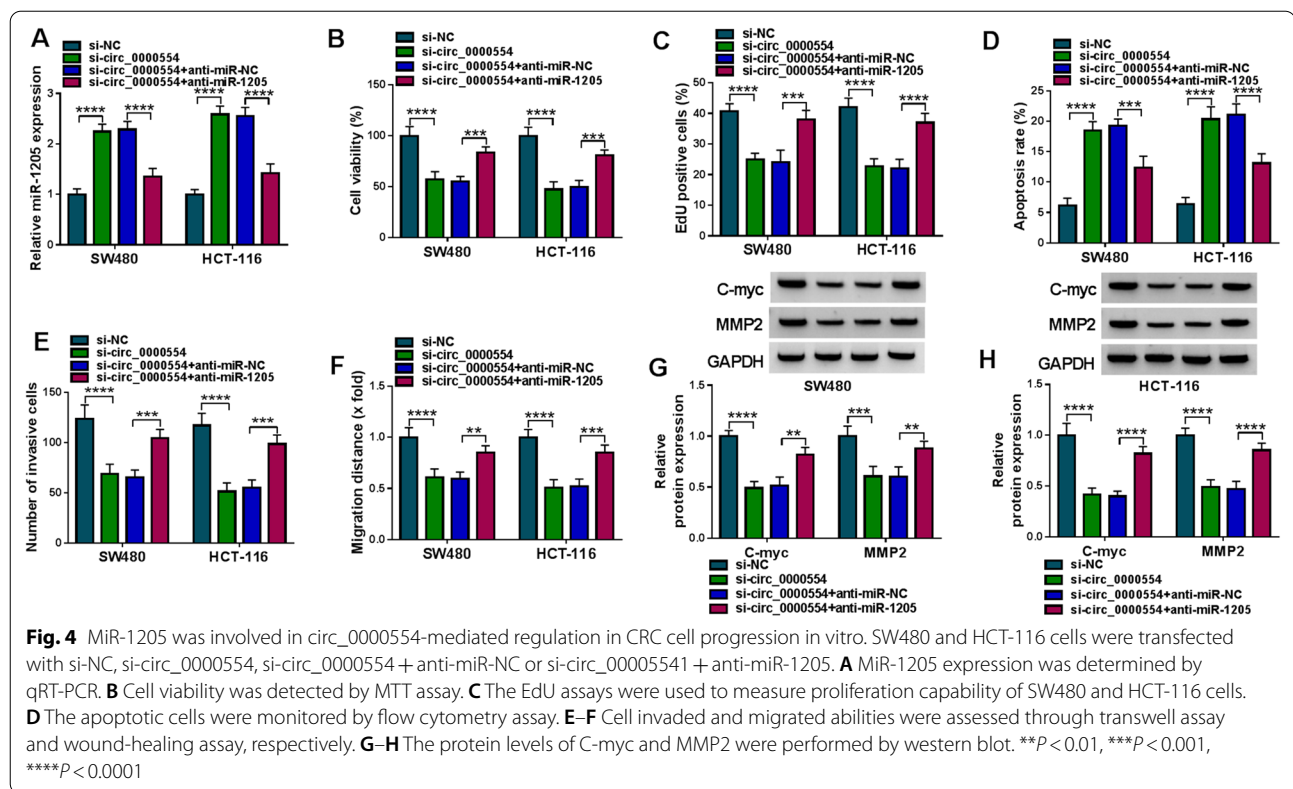 A
si-NC
si-circ_0000554
si-circ_0000554+anti-miR-NC
si-circ_0000554+anti-miR-1205
Relative miR-1205 expression
3
2
1
0
**** **** **** ****
SW480 HCT-116
B
si-NC
si-circ_0000554
si-circ_0000554+anti-miR-NC
si-circ_0000554+anti-miR-1205
Cell viability (%)
150
100
50
0
**** *** **** ***
SW480 HCT-116
C
si-NC
si-circ_0000554
si-circ_0000554+anti-miR-NC
si-circ_0000554+anti-miR-1205
EdU positive cells (%)
50
40
30
20
10
0
**** *** **** ****
SW480 HCT-116
D
si-NC
si-circ_0000554
si-circ_0000554+anti-miR-NC
si-circ_0000554+anti-miR-1205
Apoptosis rate (%)
25
20
15
10
5
0
**** *** **** ****
SW480 HCT-116
E
si-NC
si-circ_0000554
si-circ_0000554+anti-miR-NC
si-circ_0000554+anti-miR-1205
Number of invasive cells
150
100
50
0
**** *** **** ***
SW480 HCT-116
F
si-NC
si-circ_0000554
si-circ_0000554+anti-miR-NC
si-circ_0000554+anti-miR-1205
Migration distance (x fold)
1.5
1.0
0.5
0.0
**** ** **** ***
SW480 HCT-116
C-myc
MMP2
GAPDH
SW480
G
Relative
protein expression
1.5
1.0
0.5
0.0
**** ** *** **
C-myc MMP2
si-NC
si-circ_0000554
si-circ_0000554+anti-miR-NC
si-circ_0000554+anti-miR-1205
C-myc
MMP2
GAPDH
HCT-116
H
Relative
protein expression
1.5
1.0
0.5
0.0
**** **** **** ****
C-myc MMP2
si-NC
si-circ_0000554
si-circ_0000554+anti-miR-NC
si-circ_0000554+anti-miR-1205
Fig. 4 MiR-1205 was involved in circ_0000554-mediated regulation in CRC cell progression in vitro. SW480 and HCT-116 cells were transfected
with si-NC, si-circ_0000554, si-circ_0000554 + anti-miR-NC or si-circ_00005541 + anti-miR-1205. A MiR-1205 expression was determined by
qRT-PCR. B Cell viability was detected by MTT assay. C The EdU assays were used to measure proliferation capability of SW480 and HCT-116 cells.
D The apoptotic cells were monitored by flow cytometry assay. E–F Cell invaded and migrated abilities were assessed through transwell assay
and wound-healing assay, respectively. G–H The protein levels of C-myc and MMP2 were performed by western blot. **P < 0.01, ***P < 0.001,
****P < 0.0001